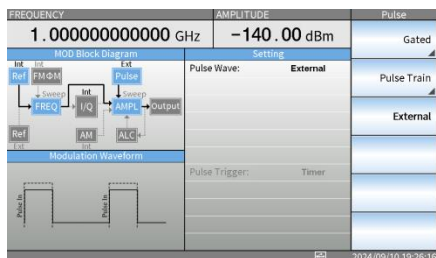 FREQUENCY
AMPLITUDE
Pulse
1.000000000000 GHz
-140.00 dBm
Gated
MOD Block Diagram
Setting
Int
Int
Ext
Ref
FMΦM
Pulse
Pulse Wave:
External
Pulse Train
Sweep
Int
Sweep
FREQ
I/Q
AMPL
Output
External
Ref
AM
ALC
Ext
Int
Modulation Waveform
Pulse Trigger:
Timer
Pulse In
Pulse In
2024/09/10 19:26:16